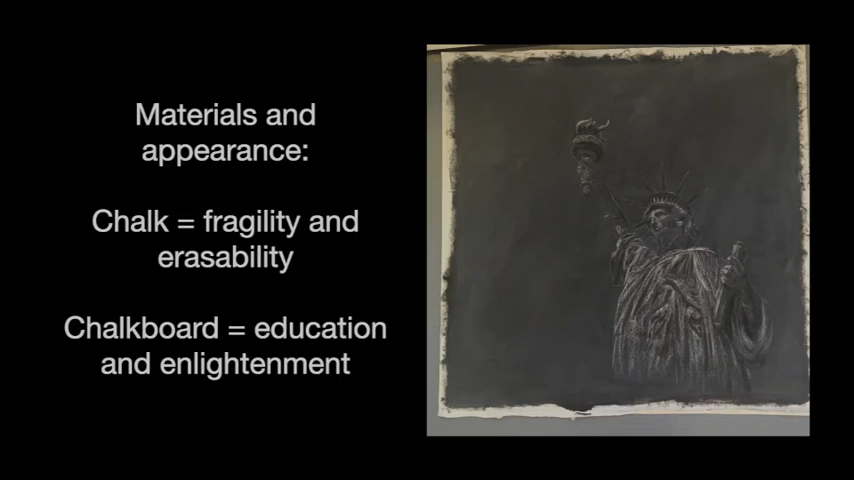 Materials and
appearance:
Chalk = fragility and
erasability
Chalkboard = education
and enlightenment